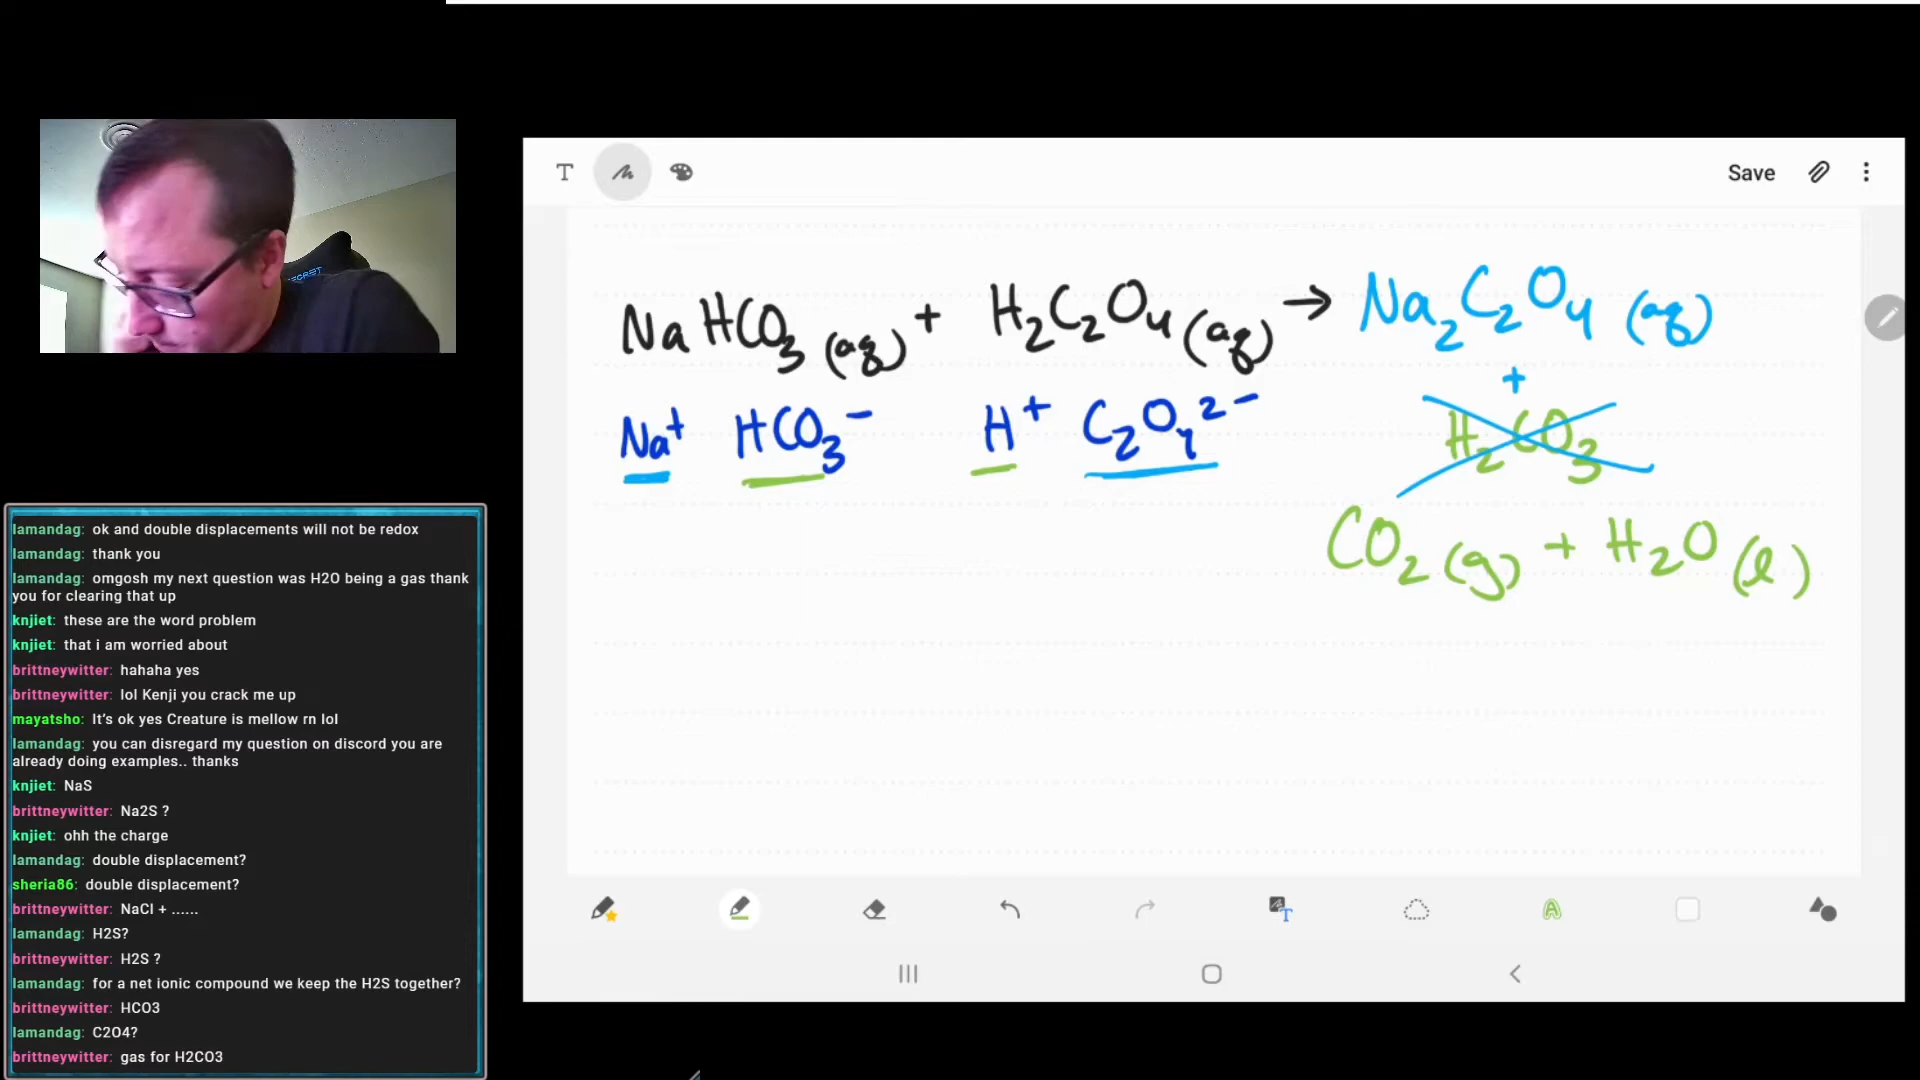 T Save
NaHCO₃ (aq) + H₂C₂O₄ (aq) → Na₂C₂O₄ (aq)
+
Na⁺ HCO₃⁻ H⁺ C₂O₄²⁻ H₂CO₃
CO₂ (g) + H₂O (l)
lamandag: ok and double displacements will not be redox
lamandag: thank you
lamandag: omgosh my next question was H2O being a gas thank
you for clearing that up
knjiet: these are the word problem
knjiet: that i am worried about
brittneywitter: hahaha yes
brittneywitter: lol Kenji you crack me up
mayatsho: It's ok yes Creature is mellow rn lol
lamandag: you can disregard my question on discord you are
already doing examples.. thanks
knjiet: NaS
brittneywitter: Na2S ?
knjiet: ohh the charge
lamandag: double displacement?
sheria86: double displacement?
brittneywitter: NaCl + ......
lamandag: H2S?
brittneywitter: H2S ?
lamandag: for a net ionic compound we keep the H2S together?
brittneywitter: HCO3
lamandag: C2O4?
brittneywitter: gas for H2CO3